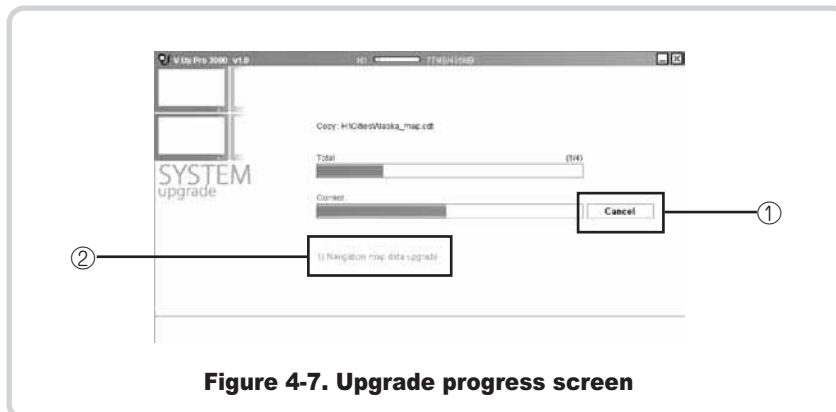 V.Up Pro 3000 v1.0
H:\
Copy : H:\Cities\Alaska_map.cdt
Total
(1/4)
SYSTEM
upgrade
Current
Cancel
①
②
1) Navigation map data upgrade
Figure 4-7. Upgrade progress screen